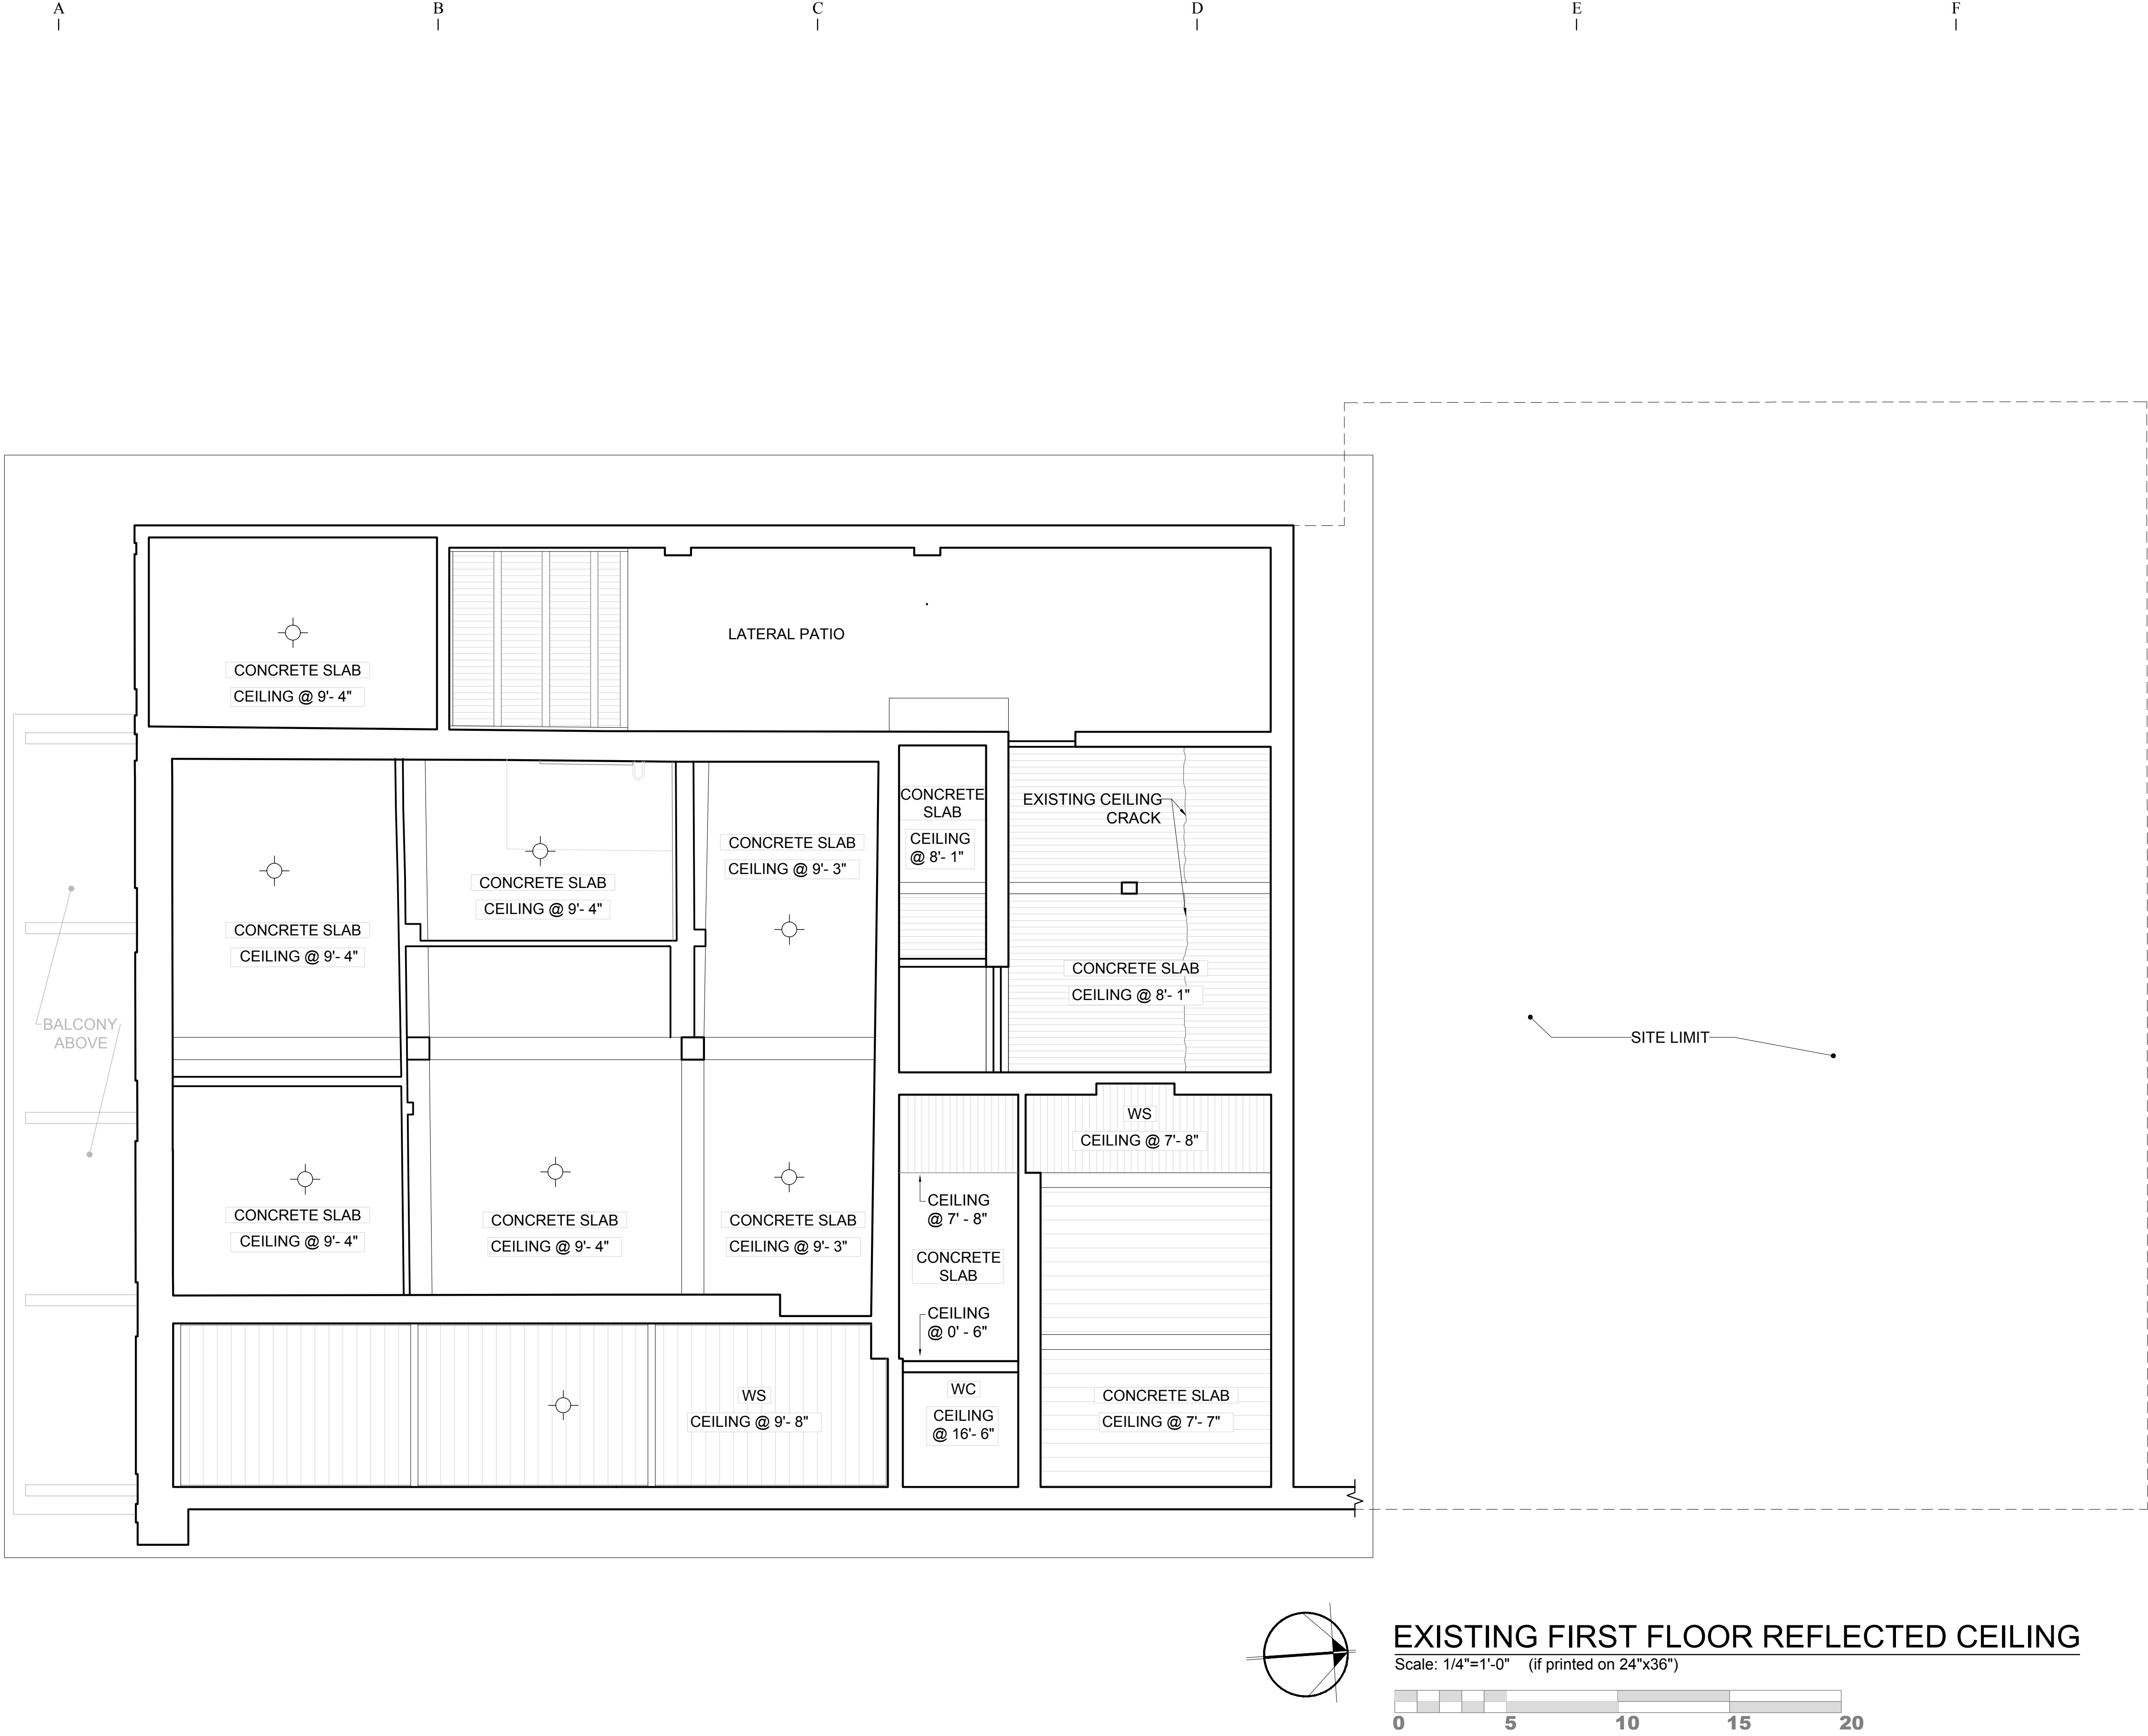 A B C D E F
LATERAL PATIO
CONCRETE SLAB
CEILING @ 9'- 4"
CONCRETE
SLAB
CEILING
@ 8'- 1"
EXISTING CEILING
CRACK
CONCRETE SLAB
CEILING @ 9'- 3"
CONCRETE SLAB
CEILING @ 9'- 4"
CONCRETE SLAB
CEILING @ 9'- 4"
CONCRETE SLAB
CEILING @ 8'- 1"
BALCONY
ABOVE
SITE LIMIT
WS
CEILING @ 7'- 8"
CONCRETE SLAB
CEILING @ 9'- 4"
CONCRETE SLAB
CEILING @ 9'- 4"
CONCRETE SLAB
CEILING @ 9'- 3"
CEILING
@ 7' - 8"
CONCRETE
SLAB
CEILING
@ 0' - 6"
WS
CEILING @ 9'- 8"
WC
CEILING
@ 16'- 6"
CONCRETE SLAB
CEILING @ 7'- 7"
EXISTING FIRST FLOOR REFLECTED CEILING
Scale: 1/4"=1'-0" (if printed on 24"x36")
0 5 10 15 20